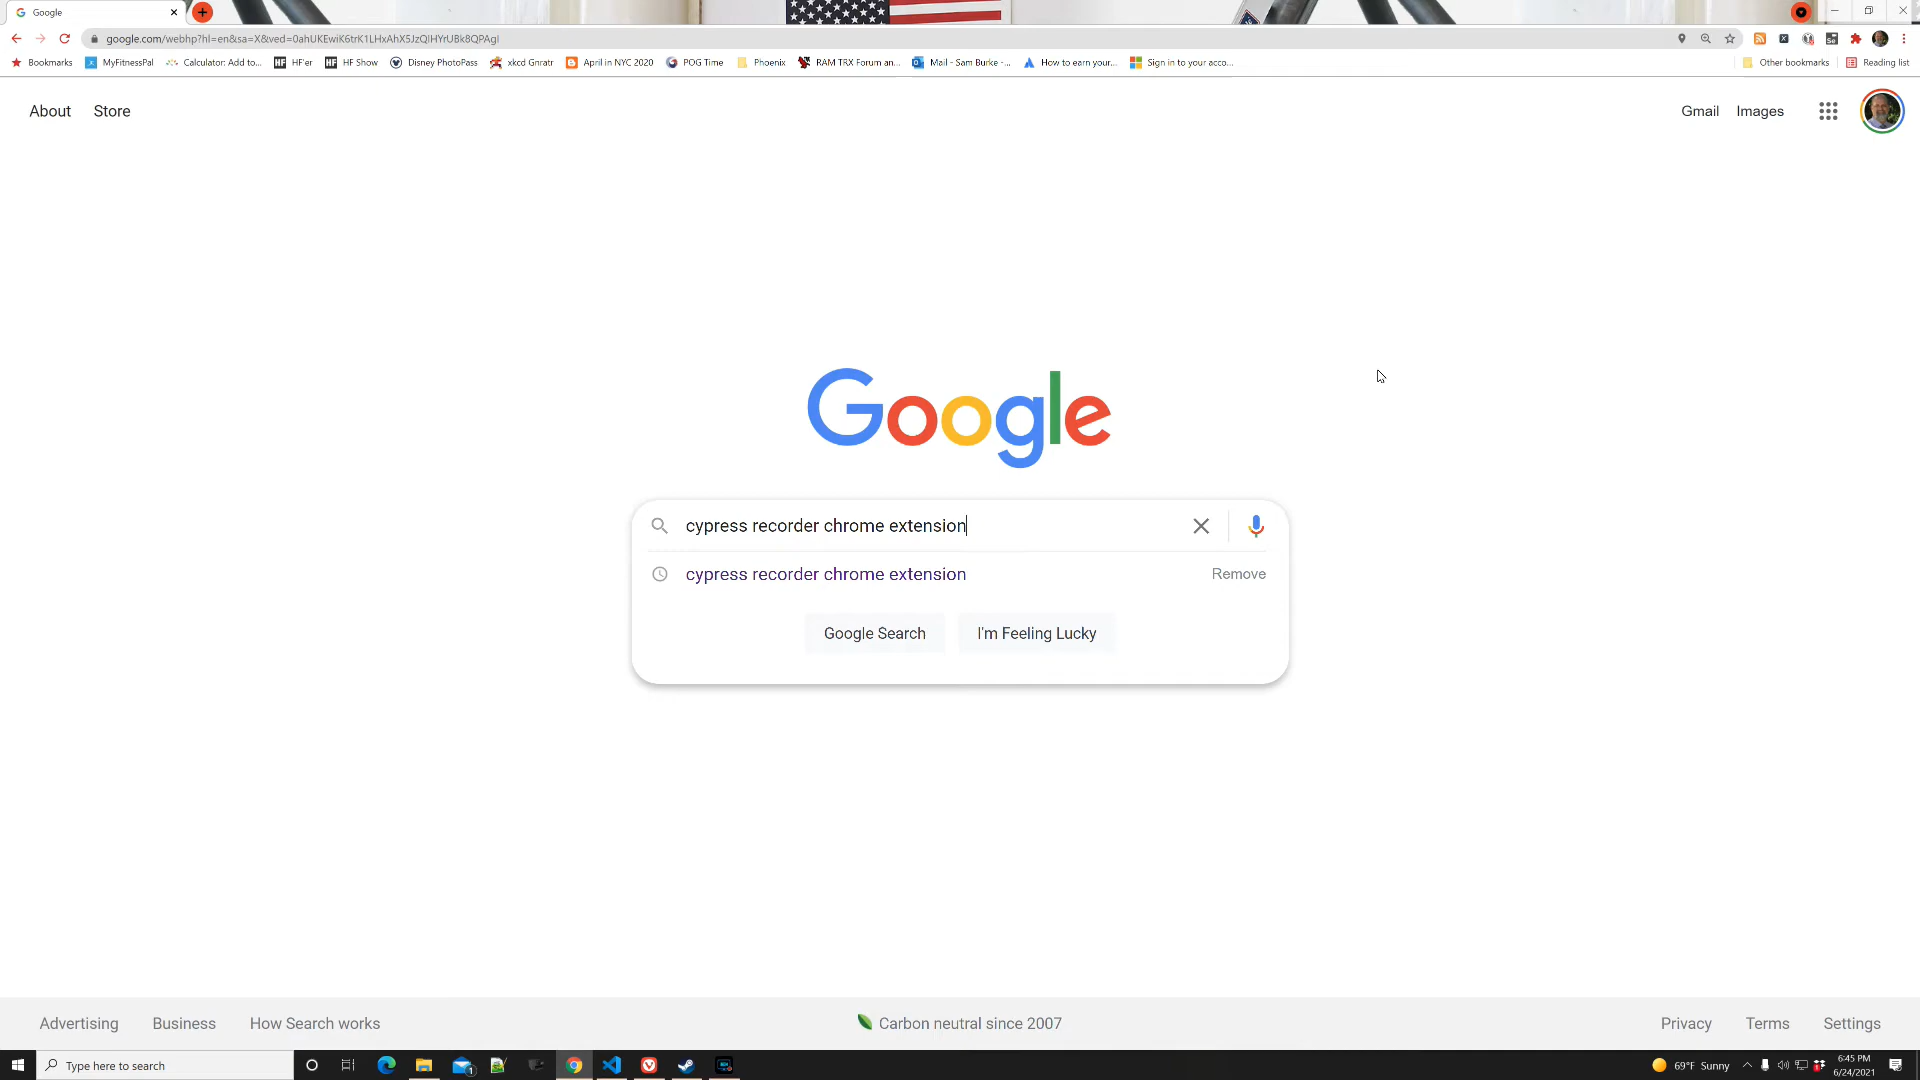 Google
google.com/webhp?hl=en&sa=X&ved=0ahUKEwiK6trK1LHxAhX5JzQIHYrUBk8QPAgI
Bookmarks MyFitnessPal Calculator: Add to... HF'er HF Show Disney PhotoPass xkcd Gnratr April in NYC 2020 POG Time Phoenix RAM TRX Forum an... Mail - Sam Burke -... How to earn your... Sign in to your acco... Other bookmarks Reading list
About Store Gmail Images
Google
cypress recorder chrome extension
cypress recorder chrome extension Remove
Google Search I'm Feeling Lucky
Advertising Business How Search works Carbon neutral since 2007 Privacy Terms Settings
Type here to search 1 69°F Sunny 6:45 PM
6/24/2021